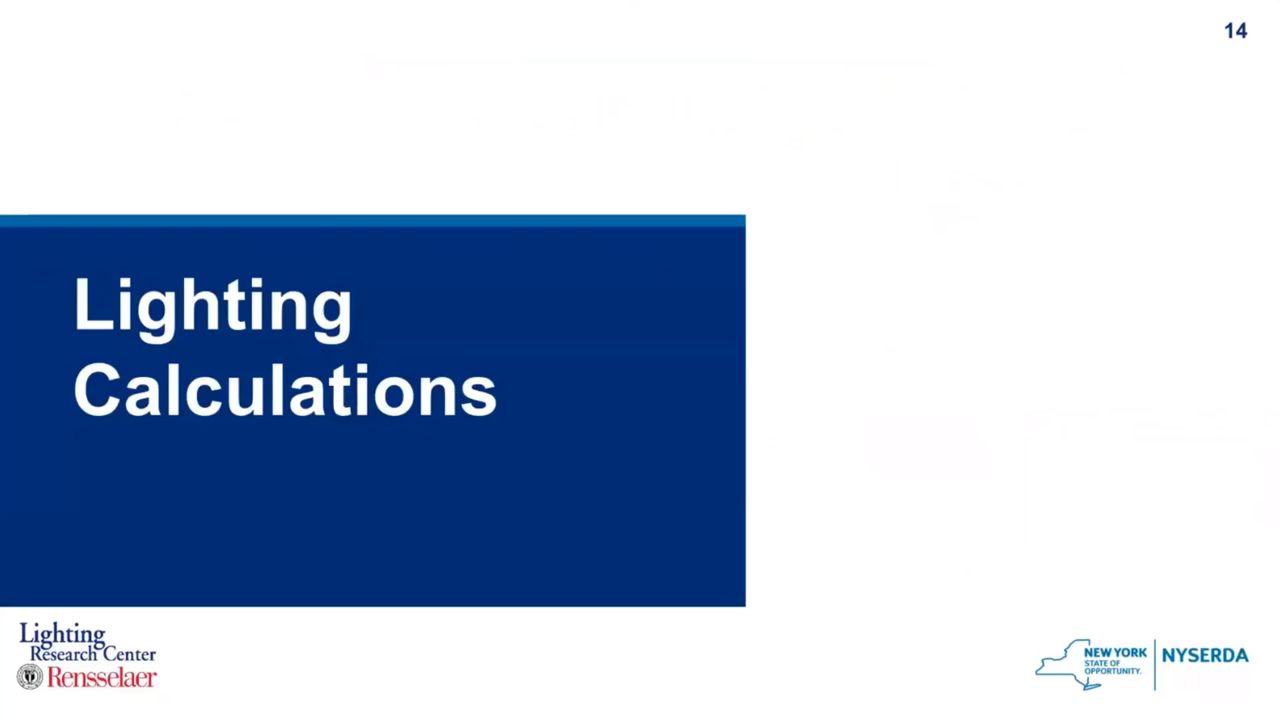 14
Lighting
Calculations
Lighting
Research Center
Rensselaer
NEW YORK
STATE OF
OPPORTUNITY.
NYSERDA